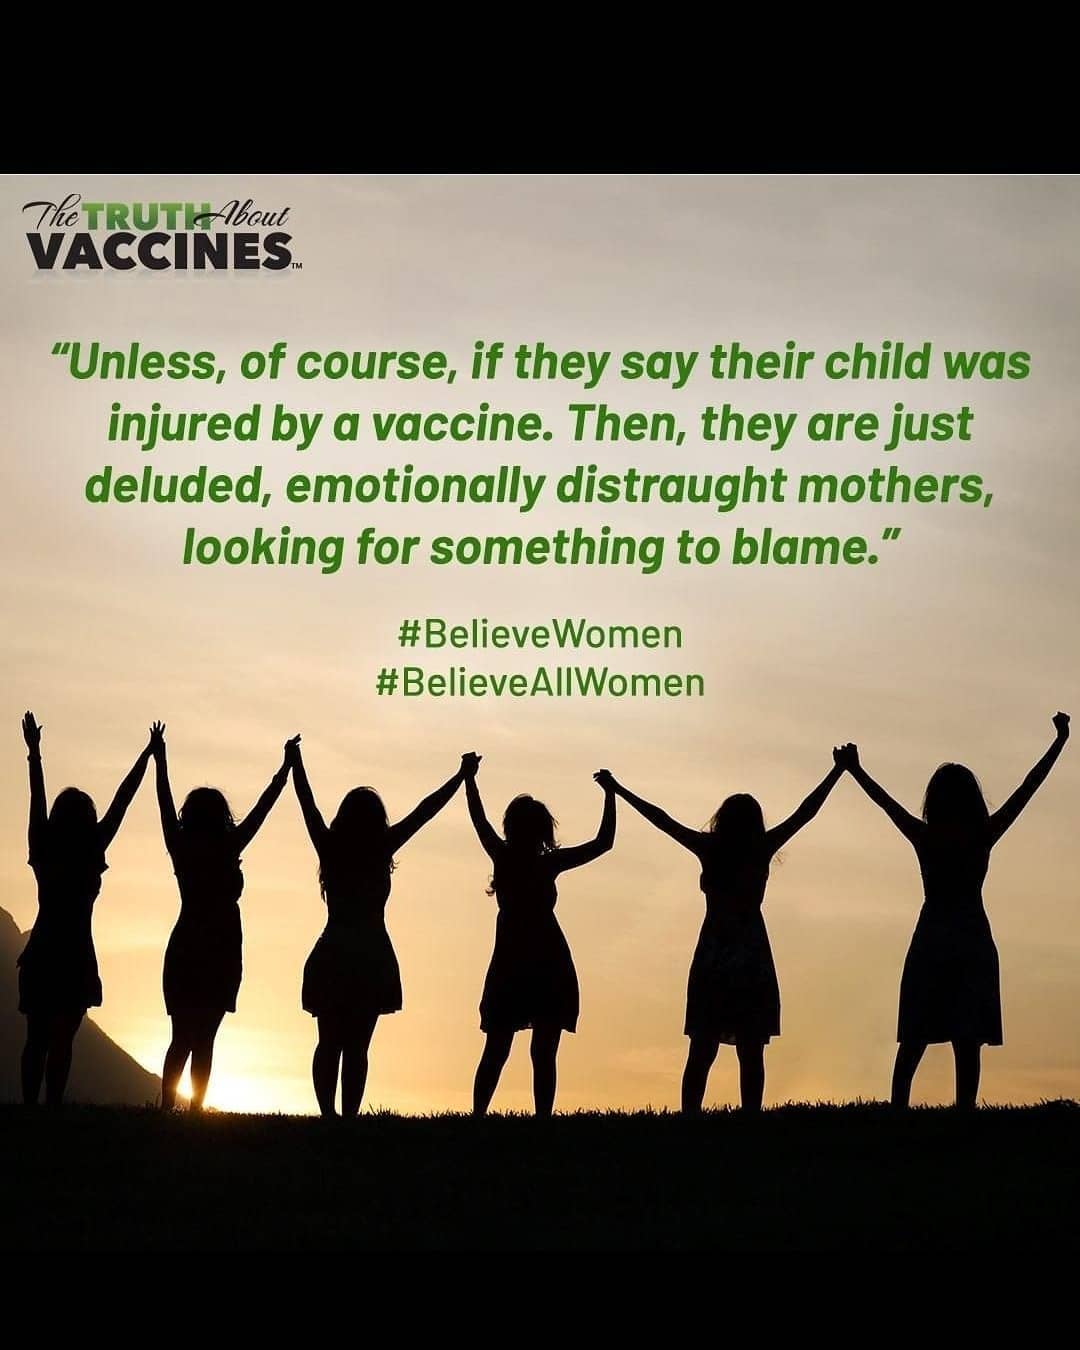 The TRUTH About
VACCINES™
“Unless, of course, if they say their child was
injured by a vaccine. Then, they are just
deluded, emotionally distraught mothers,
looking for something to blame.”
#BelieveWomen
#BelieveAllWomen